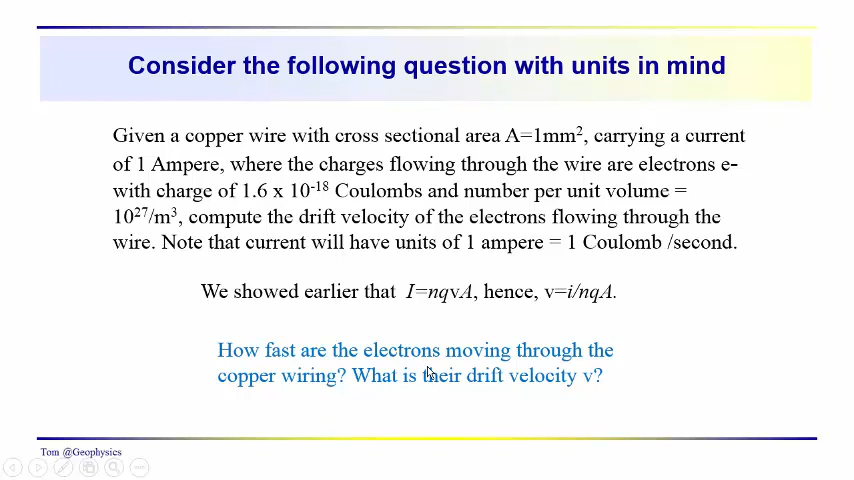 Consider the following question with units in mind
Given a copper wire with cross sectional area A=1mm², carrying a current
of 1 Ampere, where the charges flowing through the wire are electrons e-
with charge of 1.6 x 10⁻¹⁸ Coulombs and number per unit volume =
10²⁷/m³, compute the drift velocity of the electrons flowing through the
wire. Note that current will have units of 1 ampere = 1 Coulomb /second.
We showed earlier that I=nqvA, hence, v=i/nqA.
How fast are the electrons moving through the
copper wiring? What is their drift velocity v?
Tom @Geophysics